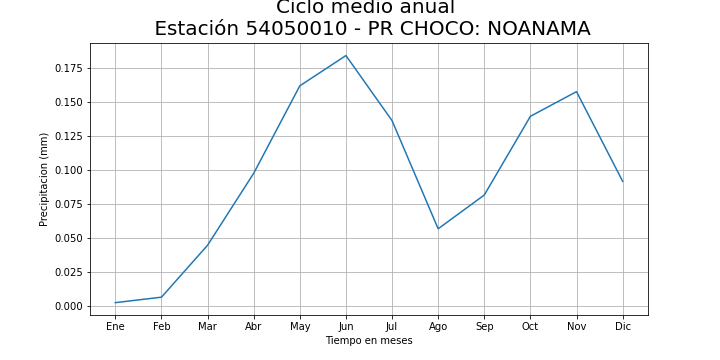 Ciclo medio anual
Estación 54050010 - PR CHOCO: NOANAMA
Precipitacion (mm)
0.175
0.150
0.125
0.100
0.075
0.050
0.025
0.000
Ene Feb Mar Abr May Jun Jul Ago Sep Oct Nov Dic
Tiempo en meses